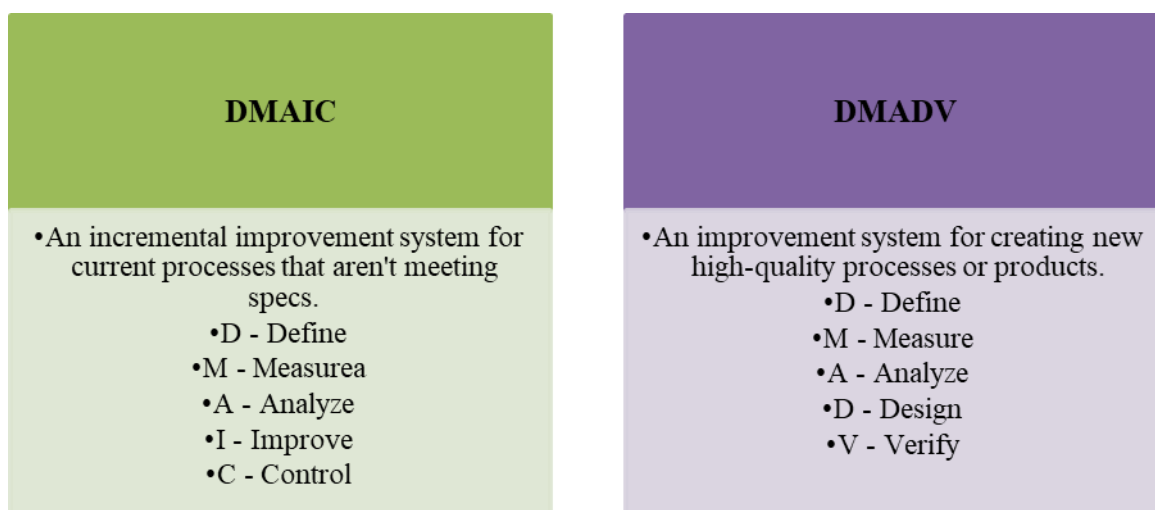 DMAIC
•An incremental improvement system for
current processes that aren't meeting
specs.
•D - Define
•M - Measurea
•A - Analyze
•I - Improve
•C - Control
DMADV
•An improvement system for creating new
high-quality processes or products.
•D - Define
•M - Measure
•A - Analyze
•D - Design
•V - Verify